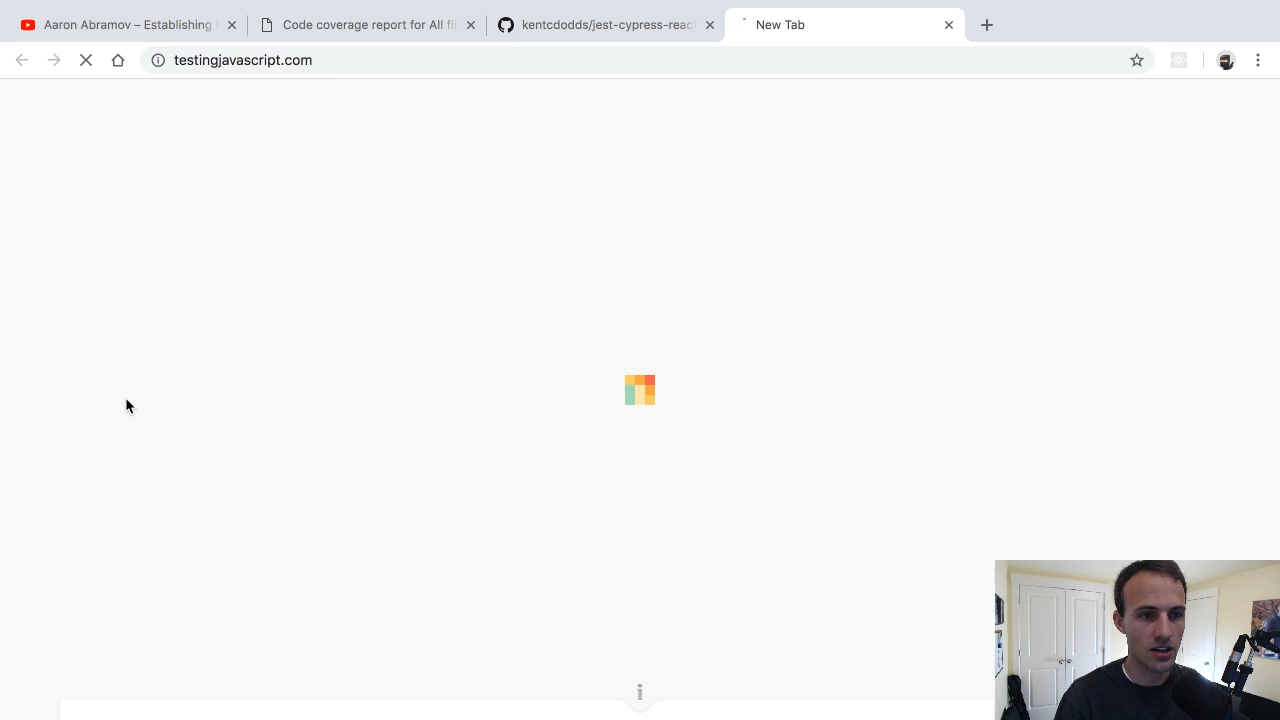 Aaron Abramov – Establishing
Code coverage report for All fil
kentcdodds/jest-cypress-reac
New Tab
testingjavascript.com